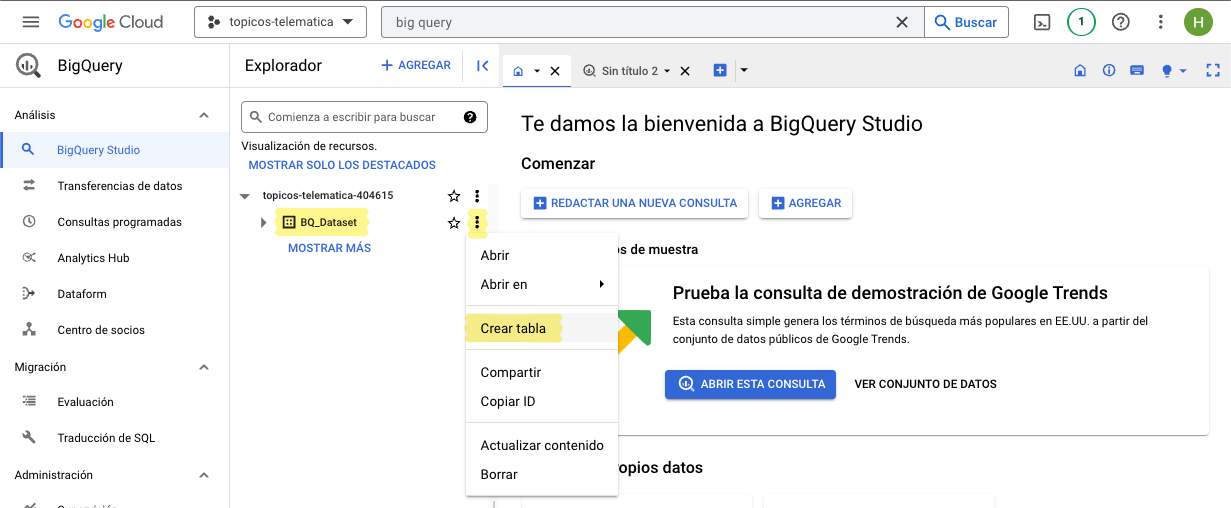 Google Cloud
topicos-telematica
big query
Buscar
1
H
BigQuery
Explorador
AGREGAR
Sin título 2
Análisis
BigQuery Studio
Transferencias de datos
Consultas programadas
Analytics Hub
Dataform
Centro de socios
Migración
Evaluación
Traducción de SQL
Administración
Comienza a escribir para buscar
Visualización de recursos.
MOSTRAR SOLO LOS DESTACADOS
topicos-telematica-404615
BQ_Dataset
MOSTRAR MÁS
Abrir
Abrir en
Crear tabla
Compartir
Copiar ID
Actualizar contenido
Borrar
Te damos la bienvenida a BigQuery Studio
Comenzar
REDACTAR UNA NUEVA CONSULTA
AGREGAR
os de muestra
Prueba la consulta de demostración de Google Trends
Esta consulta simple genera los términos de búsqueda más populares en EE.UU. a partir del
conjunto de datos públicos de Google Trends.
ABRIR ESTA CONSULTA
VER CONJUNTO DE DATOS
opios datos